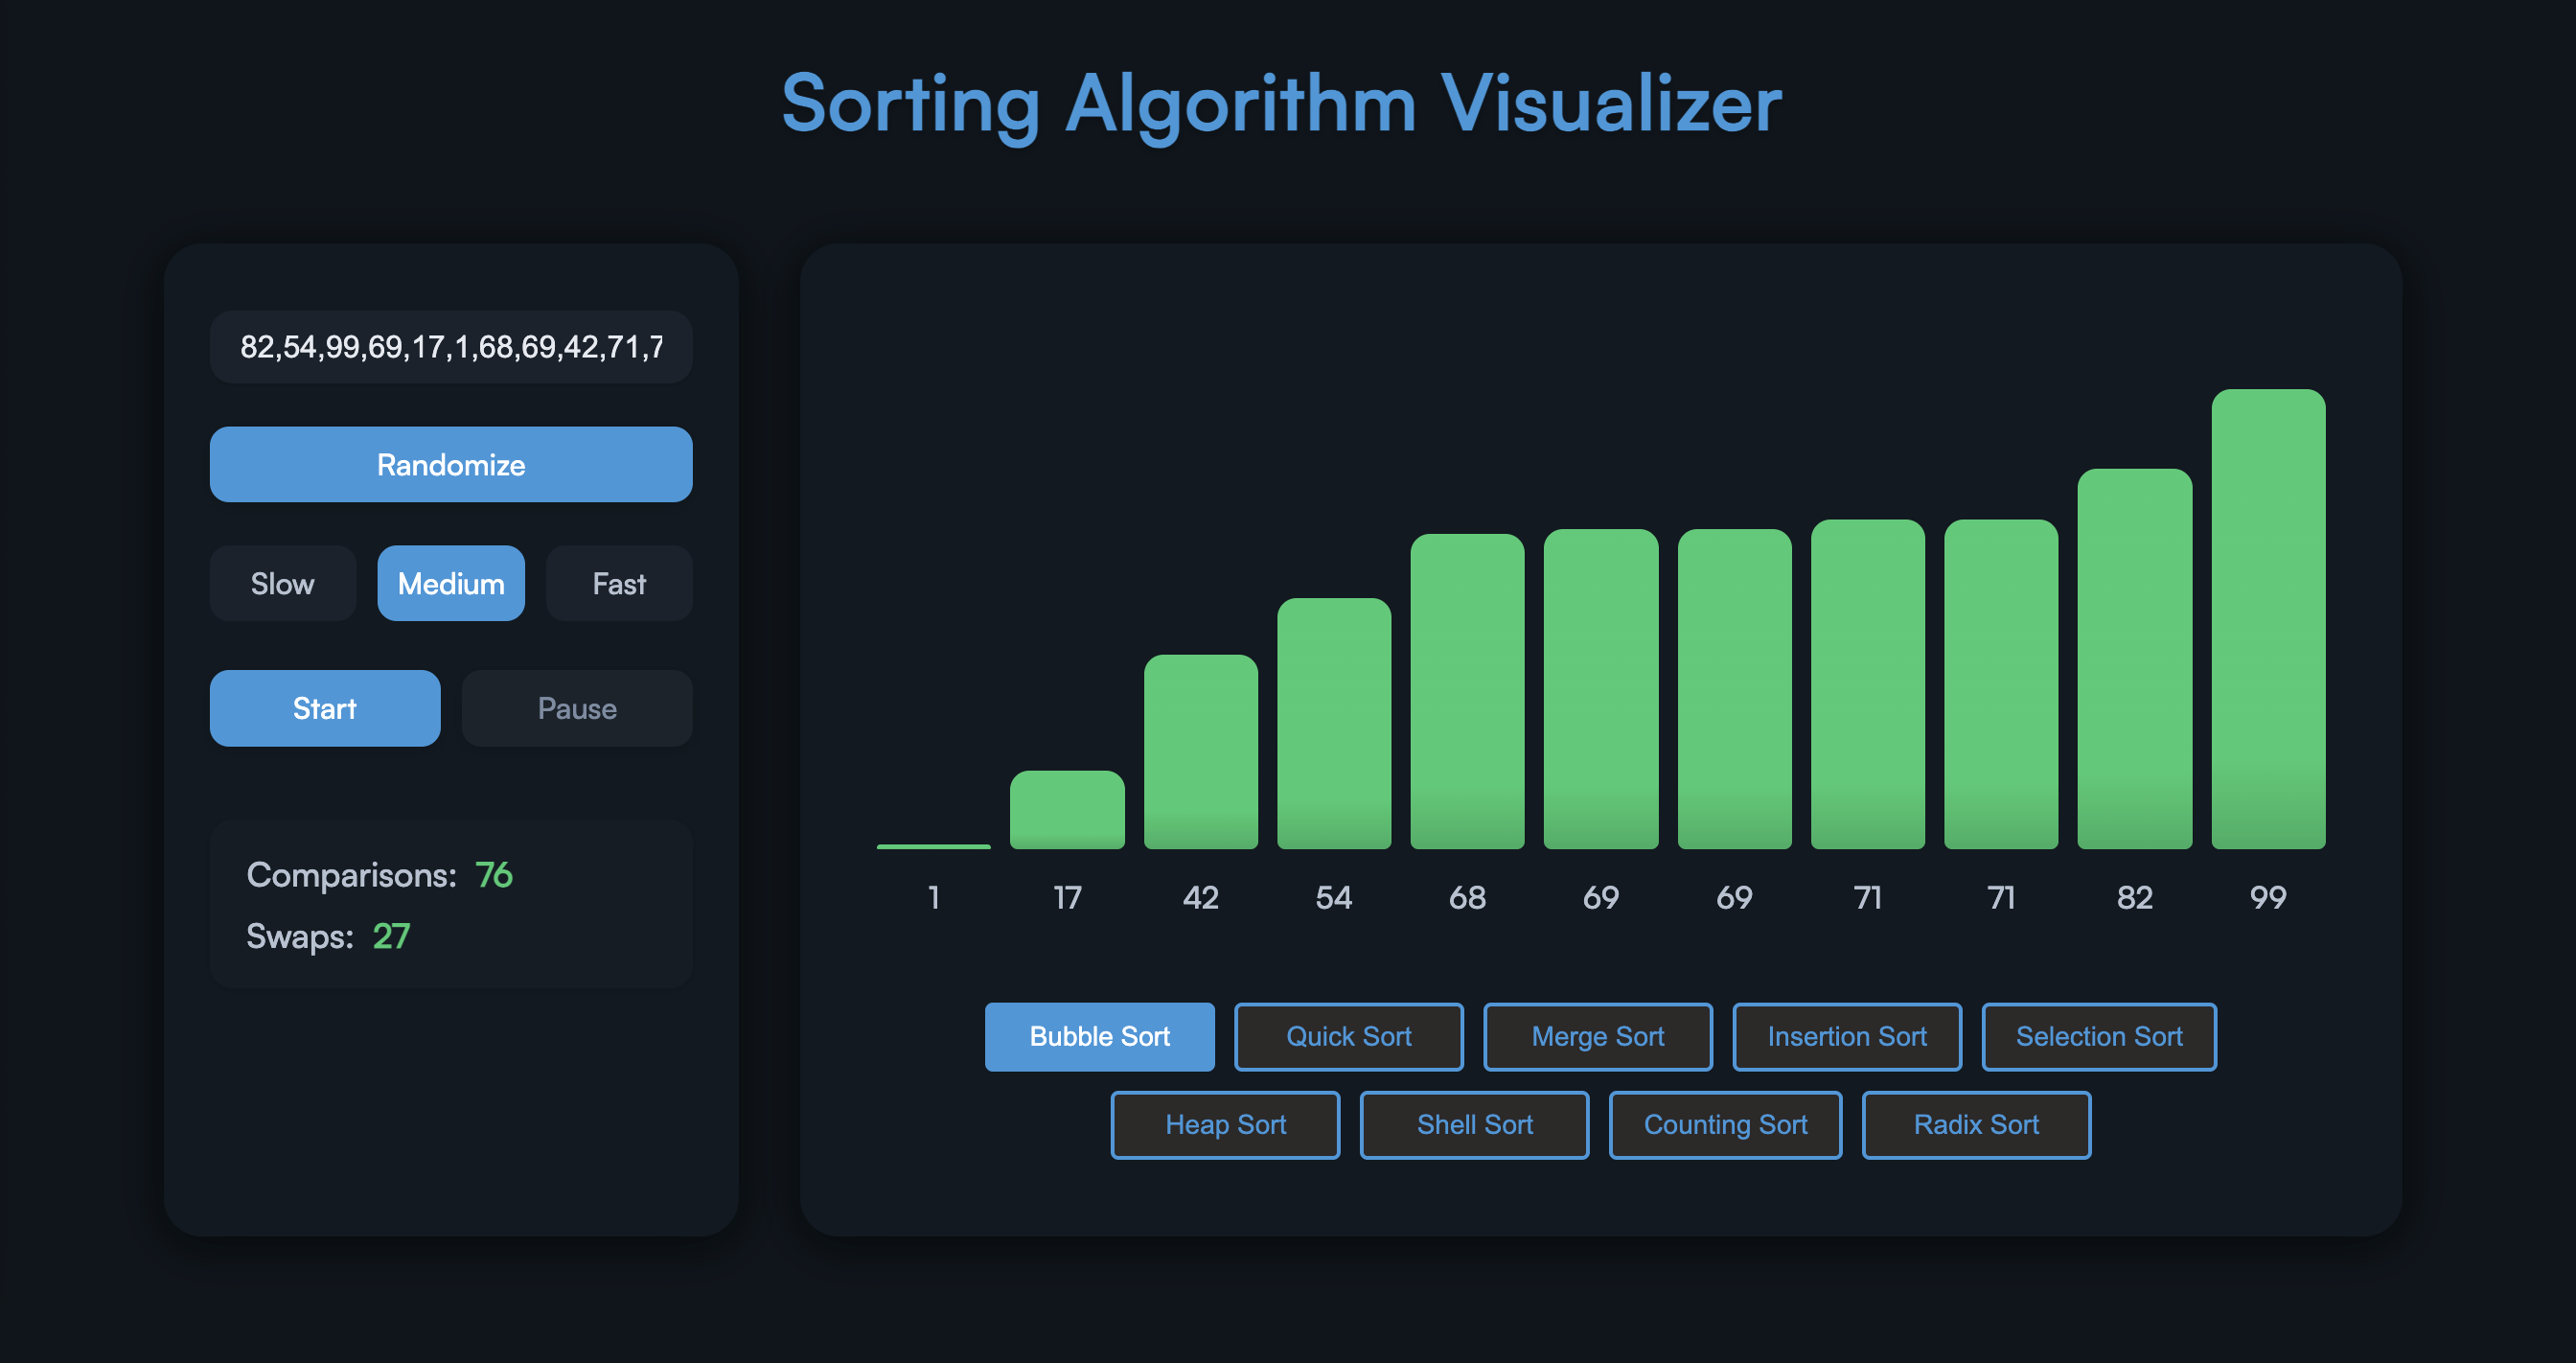 Sorting Algorithm Visualizer
82,54,99,69,17,1,68,69,42,71,7
Randomize
Slow Medium Fast
Start Pause
Comparisons: 76
Swaps: 27
1 17 42 54 68 69 69 71 71 82 99
Bubble Sort Quick Sort Merge Sort Insertion Sort Selection Sort
Heap Sort Shell Sort Counting Sort Radix Sort